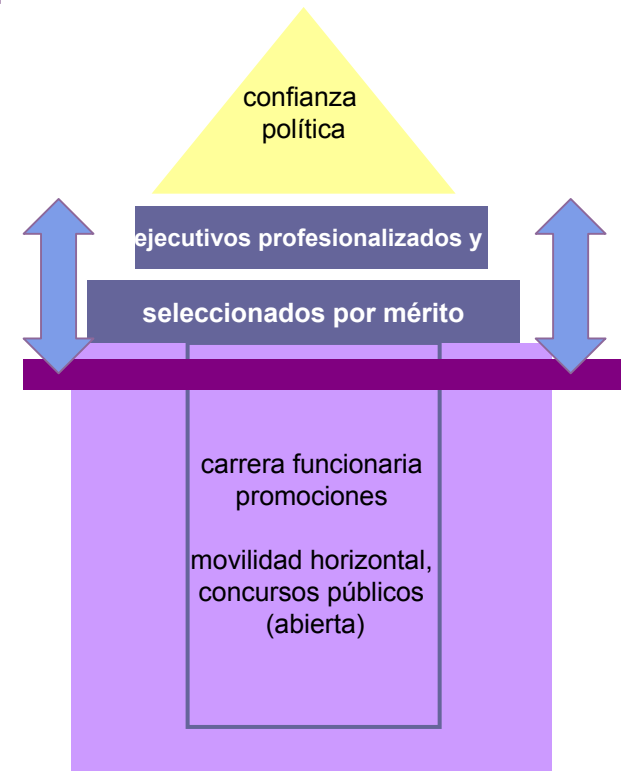 confianza
política
ejecutivos profesionalizados y
seleccionados por mérito
carrera funcionaria
promociones
movilidad horizontal,
concursos públicos
(abierta)